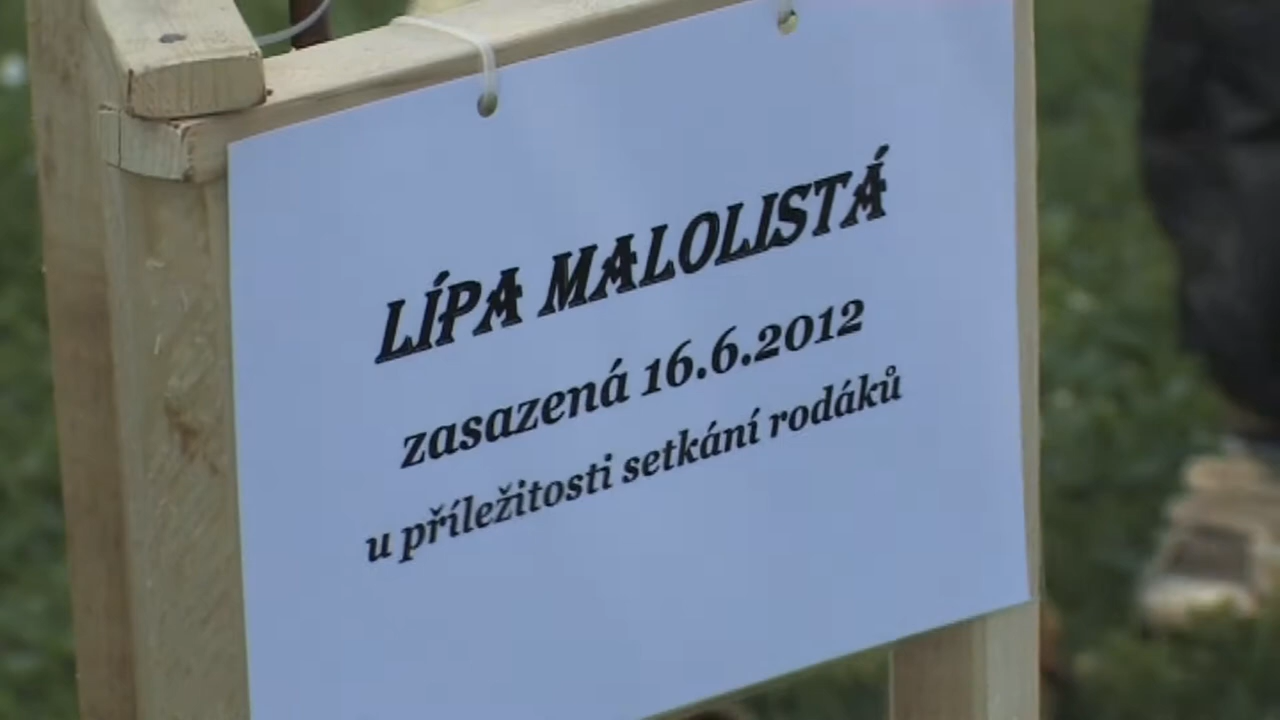 LÍPA MALOLISTÁ
zasazená 16.6.2012
u příležitosti setkání rodáků